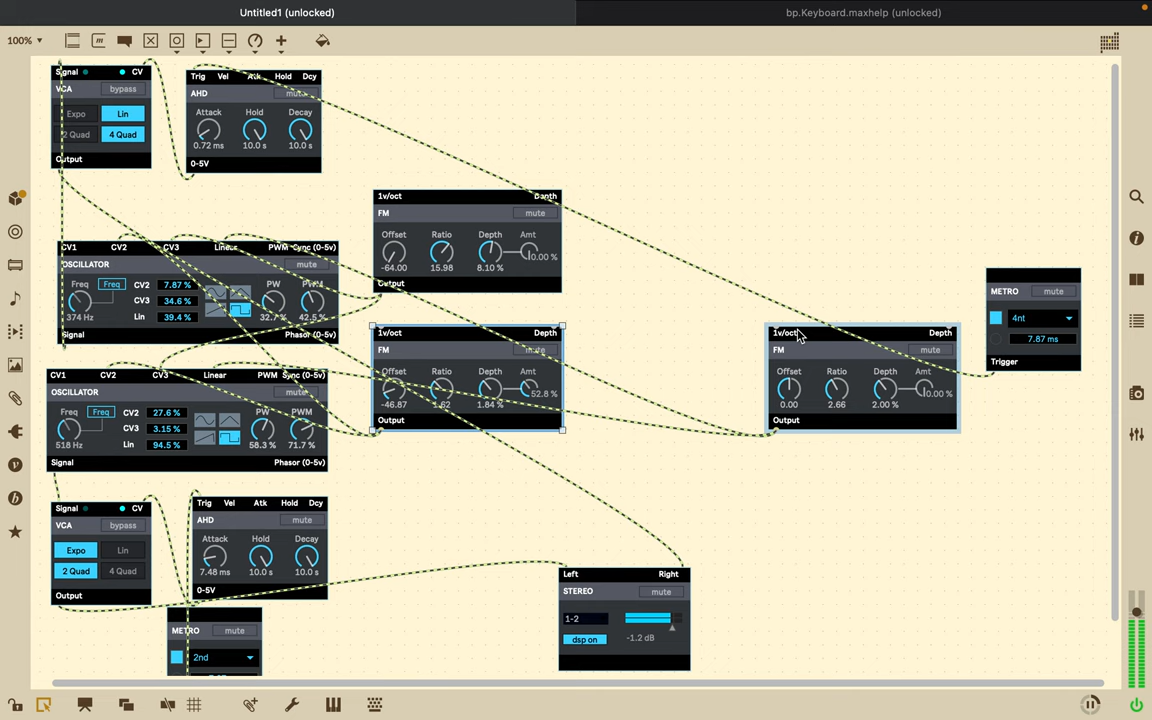 Untitled1 (unlocked)
bp.Keyboard.maxhelp (unlocked)
100%
Signal CV
VCA bypass
Expo Lin
2 Quad 4 Quad
Output
Trig Vel Atk Hold Dcy
AHD mute
Attack Hold Decay
0.72 ms 10.0 s 10.0 s
0-5V
1v/oct Depth
FM mute
Offset Ratio Depth Amt
-64.00 15.98 8.10 % 0.00 %
Output
CV1 CV2 CV3 Linear PWM Sync (0-5v)
OSCILLATOR mute
Freq Freq CV2 7.87 % PW PWM
CV3 34.6 %
374 Hz Lin 39.4 % 32.7 % 42.5 %
Signal Phasor (0-5v)
METRO mute
4nt
7.87 ms
Trigger
1v/oct Depth
FM mute
Offset Ratio Depth Amt
-46.87 1.62 1.84 % 52.8 %
Output
1v/oct Depth
FM mute
Offset Ratio Depth Amt
0.00 2.66 2.00 % 0.00 %
Output
CV1 CV2 CV3 Linear PWM Sync (0-5v)
OSCILLATOR mute
Freq Freq CV2 27.6 % PW PWM
CV3 3.15 %
518 Hz Lin 94.5 % 58.3 % 71.7 %
Signal Phasor (0-5v)
Signal CV
VCA bypass
Expo Lin
2 Quad 4 Quad
Output
Trig Vel Atk Hold Dcy
AHD mute
Attack Hold Decay
7.48 ms 10.0 s 10.0 s
0-5V
METRO mute
2nd
Left Right
STEREO mute
1-2
dsp on -1.2 dB